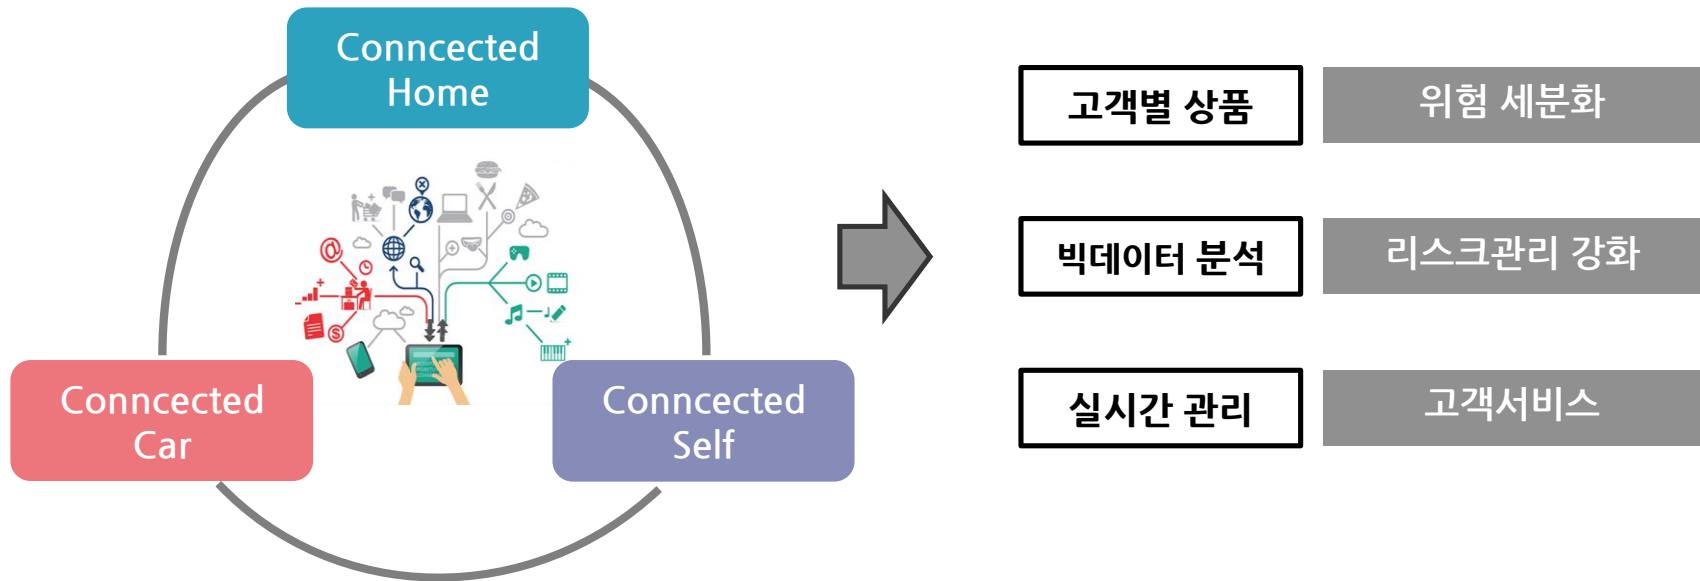 Conncected
Home
Conncected
Car
Conncected
Self
고객별 상품
위험 세분화
빅데이터 분석
리스크관리 강화
실시간 관리
고객서비스